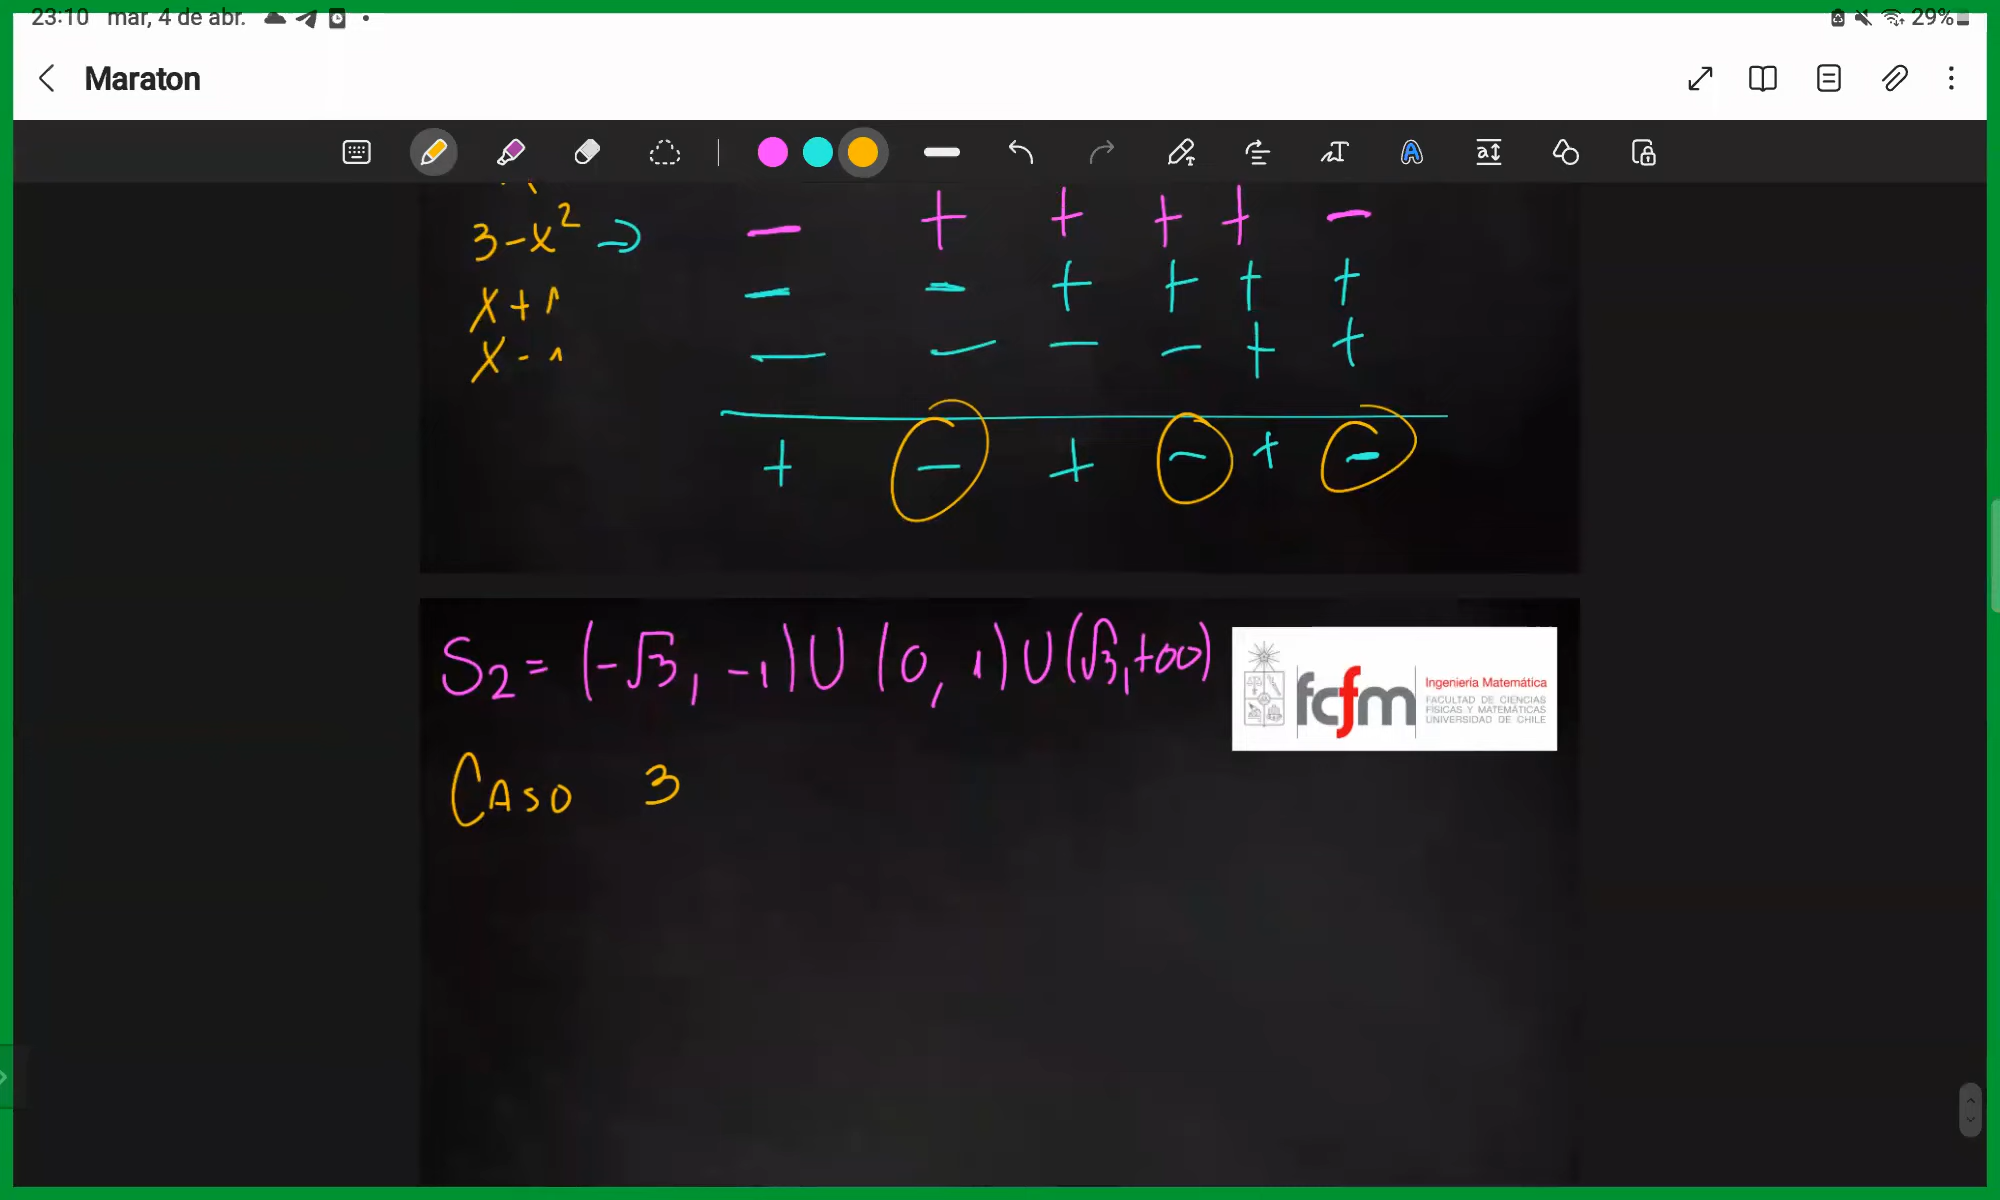 23:10 mar, 4 de abr. 29%
Maraton
3-x² ⇒ - + + + + -
x+1 - - + + + +
x-1 - - - - + +
+ - + - + -
S₂ = (-√3, -1) U (0, 1) U (√3, +∞)
fcfm
Ingeniería Matemática
FACULTAD DE CIENCIAS
FÍSICAS Y MATEMÁTICAS
UNIVERSIDAD DE CHILE
CASO 3